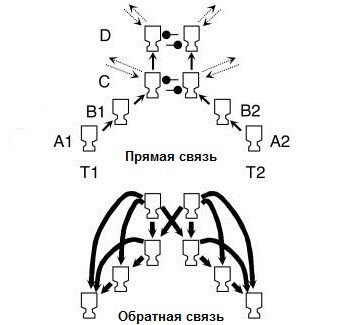 D
C
B1 B2
A1 A2
Прямая связь
T1 T2
Обратная связь